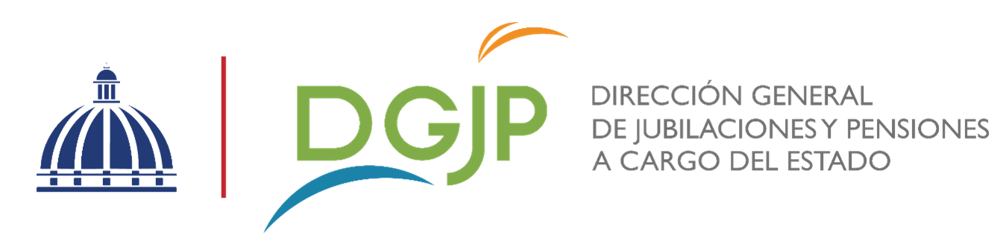 DGJP
DIRECCIÓN GENERAL
DE JUBILACIONES Y PENSIONES
A CARGO DEL ESTADO